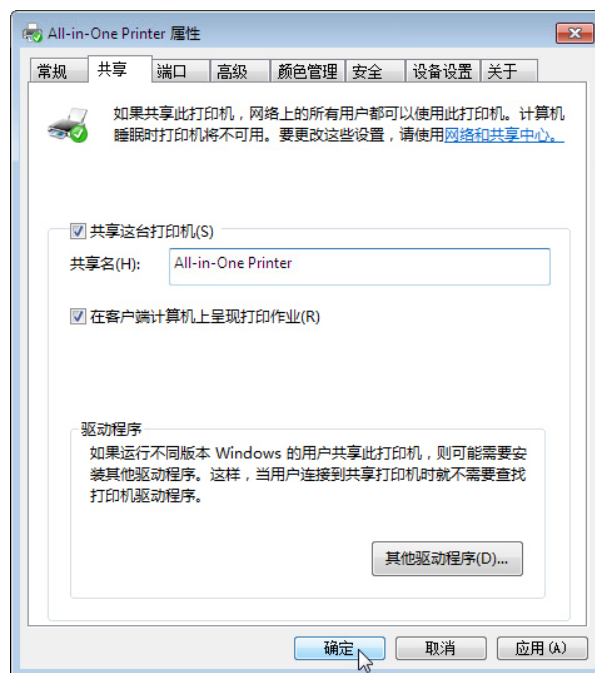 All-in-One Printer 属性
常规 共享 端口 高级 颜色管理 安全 设备设置 关于
如果共享此打印机，网络上的所有用户都可以使用此打印机。计算机
睡眠时打印机将不可用。要更改这些设置，请使用网络和共享中心。
共享这台打印机(S)
共享名(H): All-in-One Printer
在客户端计算机上呈现打印作业(R)
驱动程序
如果运行不同版本 Windows 的用户共享此打印机，则可能需要安
装其他驱动程序。这样，当用户连接到共享打印机时就不需要查找
打印机驱动程序。
其他驱动程序(D)...
确定 取消 应用(A)